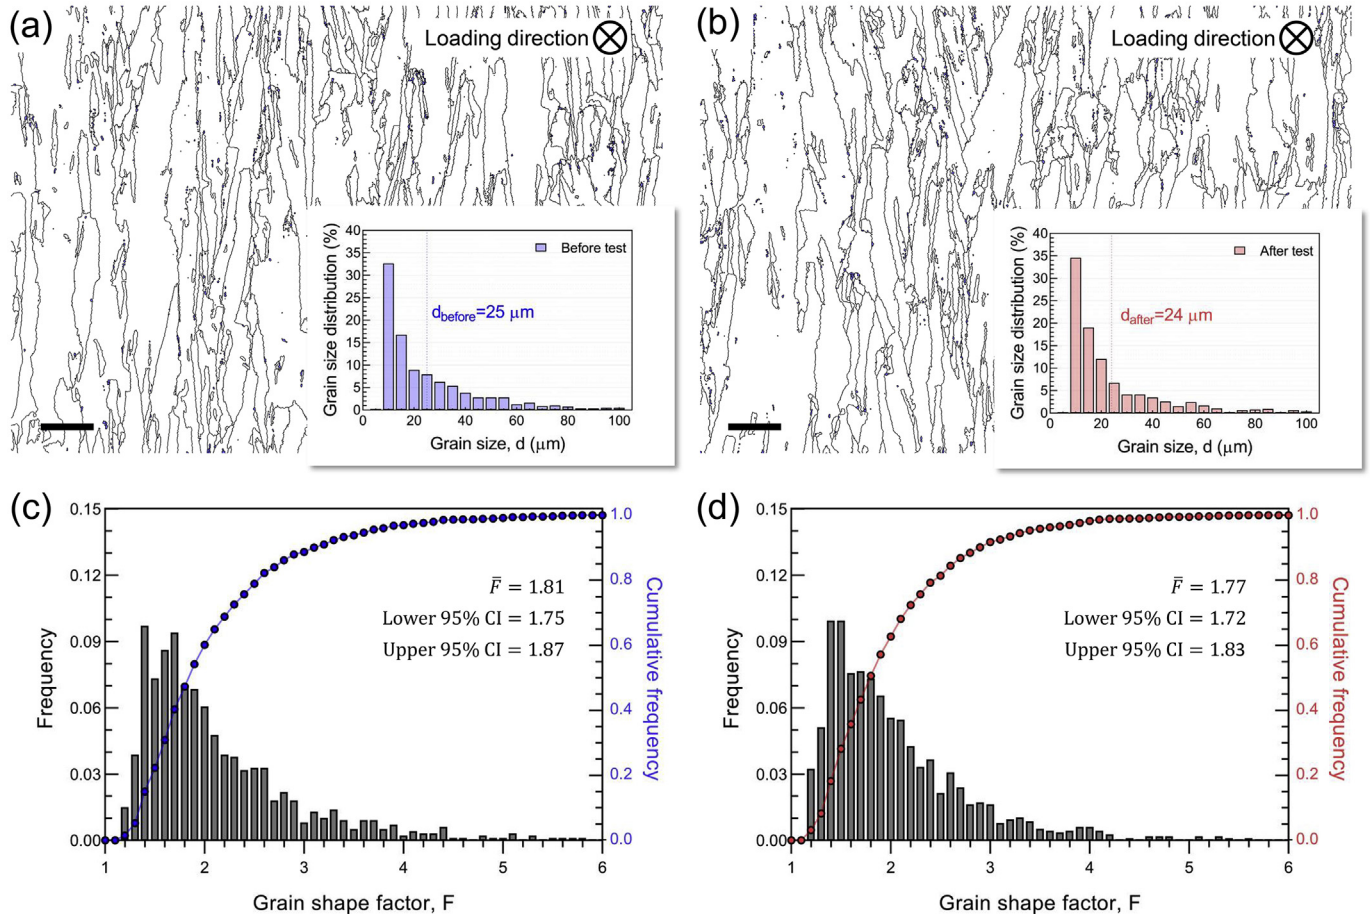 (a)
Loading direction
Grain size distribution (%)
40
35
30
25
20
15
10
5
0
Before test
d_before=25 μm
0 20 40 60 80 100
Grain size, d (μm)
(b)
Loading direction
Grain size distribution (%)
40
35
30
25
20
15
10
5
0
After test
d_after=24 μm
0 20 40 60 80 100
Grain size, d (μm)
(c)
Frequency
0.15
0.12
0.09
0.06
0.03
0.00
F̅ = 1.81
Lower 95% CI = 1.75
Upper 95% CI = 1.87
1.0
0.8
0.6
0.4
0.2
0.0
Cumulative frequency
1 2 3 4 5 6
Grain shape factor, F
(d)
Frequency
0.15
0.12
0.09
0.06
0.03
0.00
F̅ = 1.77
Lower 95% CI = 1.72
Upper 95% CI = 1.83
1.0
0.8
0.6
0.4
0.2
0.0
Cumulative frequency
1 2 3 4 5 6
Grain shape factor, F